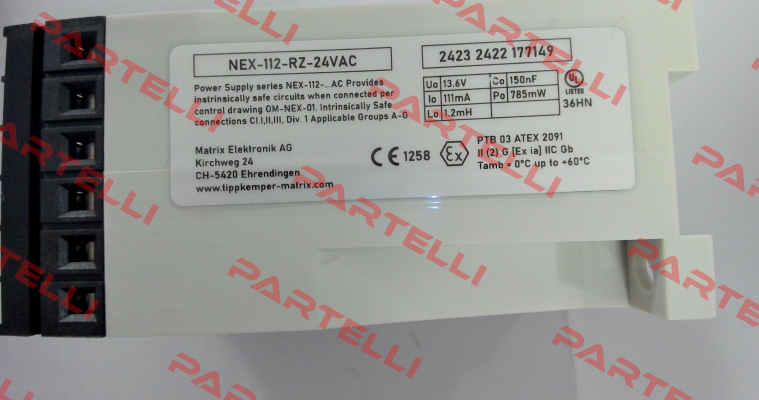 NEX-112-RZ-24VAC
2423 2422 177149
Power Supply series NEX-112-...AC Provides
instrinsically safe circuits when connected per
control drawing OM-NEX-01. Intrinsically Safe
connections Cl.I,II,III, Div. 1 Applicable Groups A-G
Uo 13.6V Co 150nF
Io 111mA Po 785mW
Lo 1.2mH
UL
LISTED
36HN
Matrix Elektronik AG
Kirchweg 24
CH-5420 Ehrendingen
www.tippkemper-matrix.com
CE 1258 Ex
PTB 03 ATEX 2091
II (2) G [Ex ia] IIC Gb
Tamb = 0°C up to +60°C
PARTELLI
PARTELLI
PARTELLI
PARTELLI
PARTELLI
PARTELLI